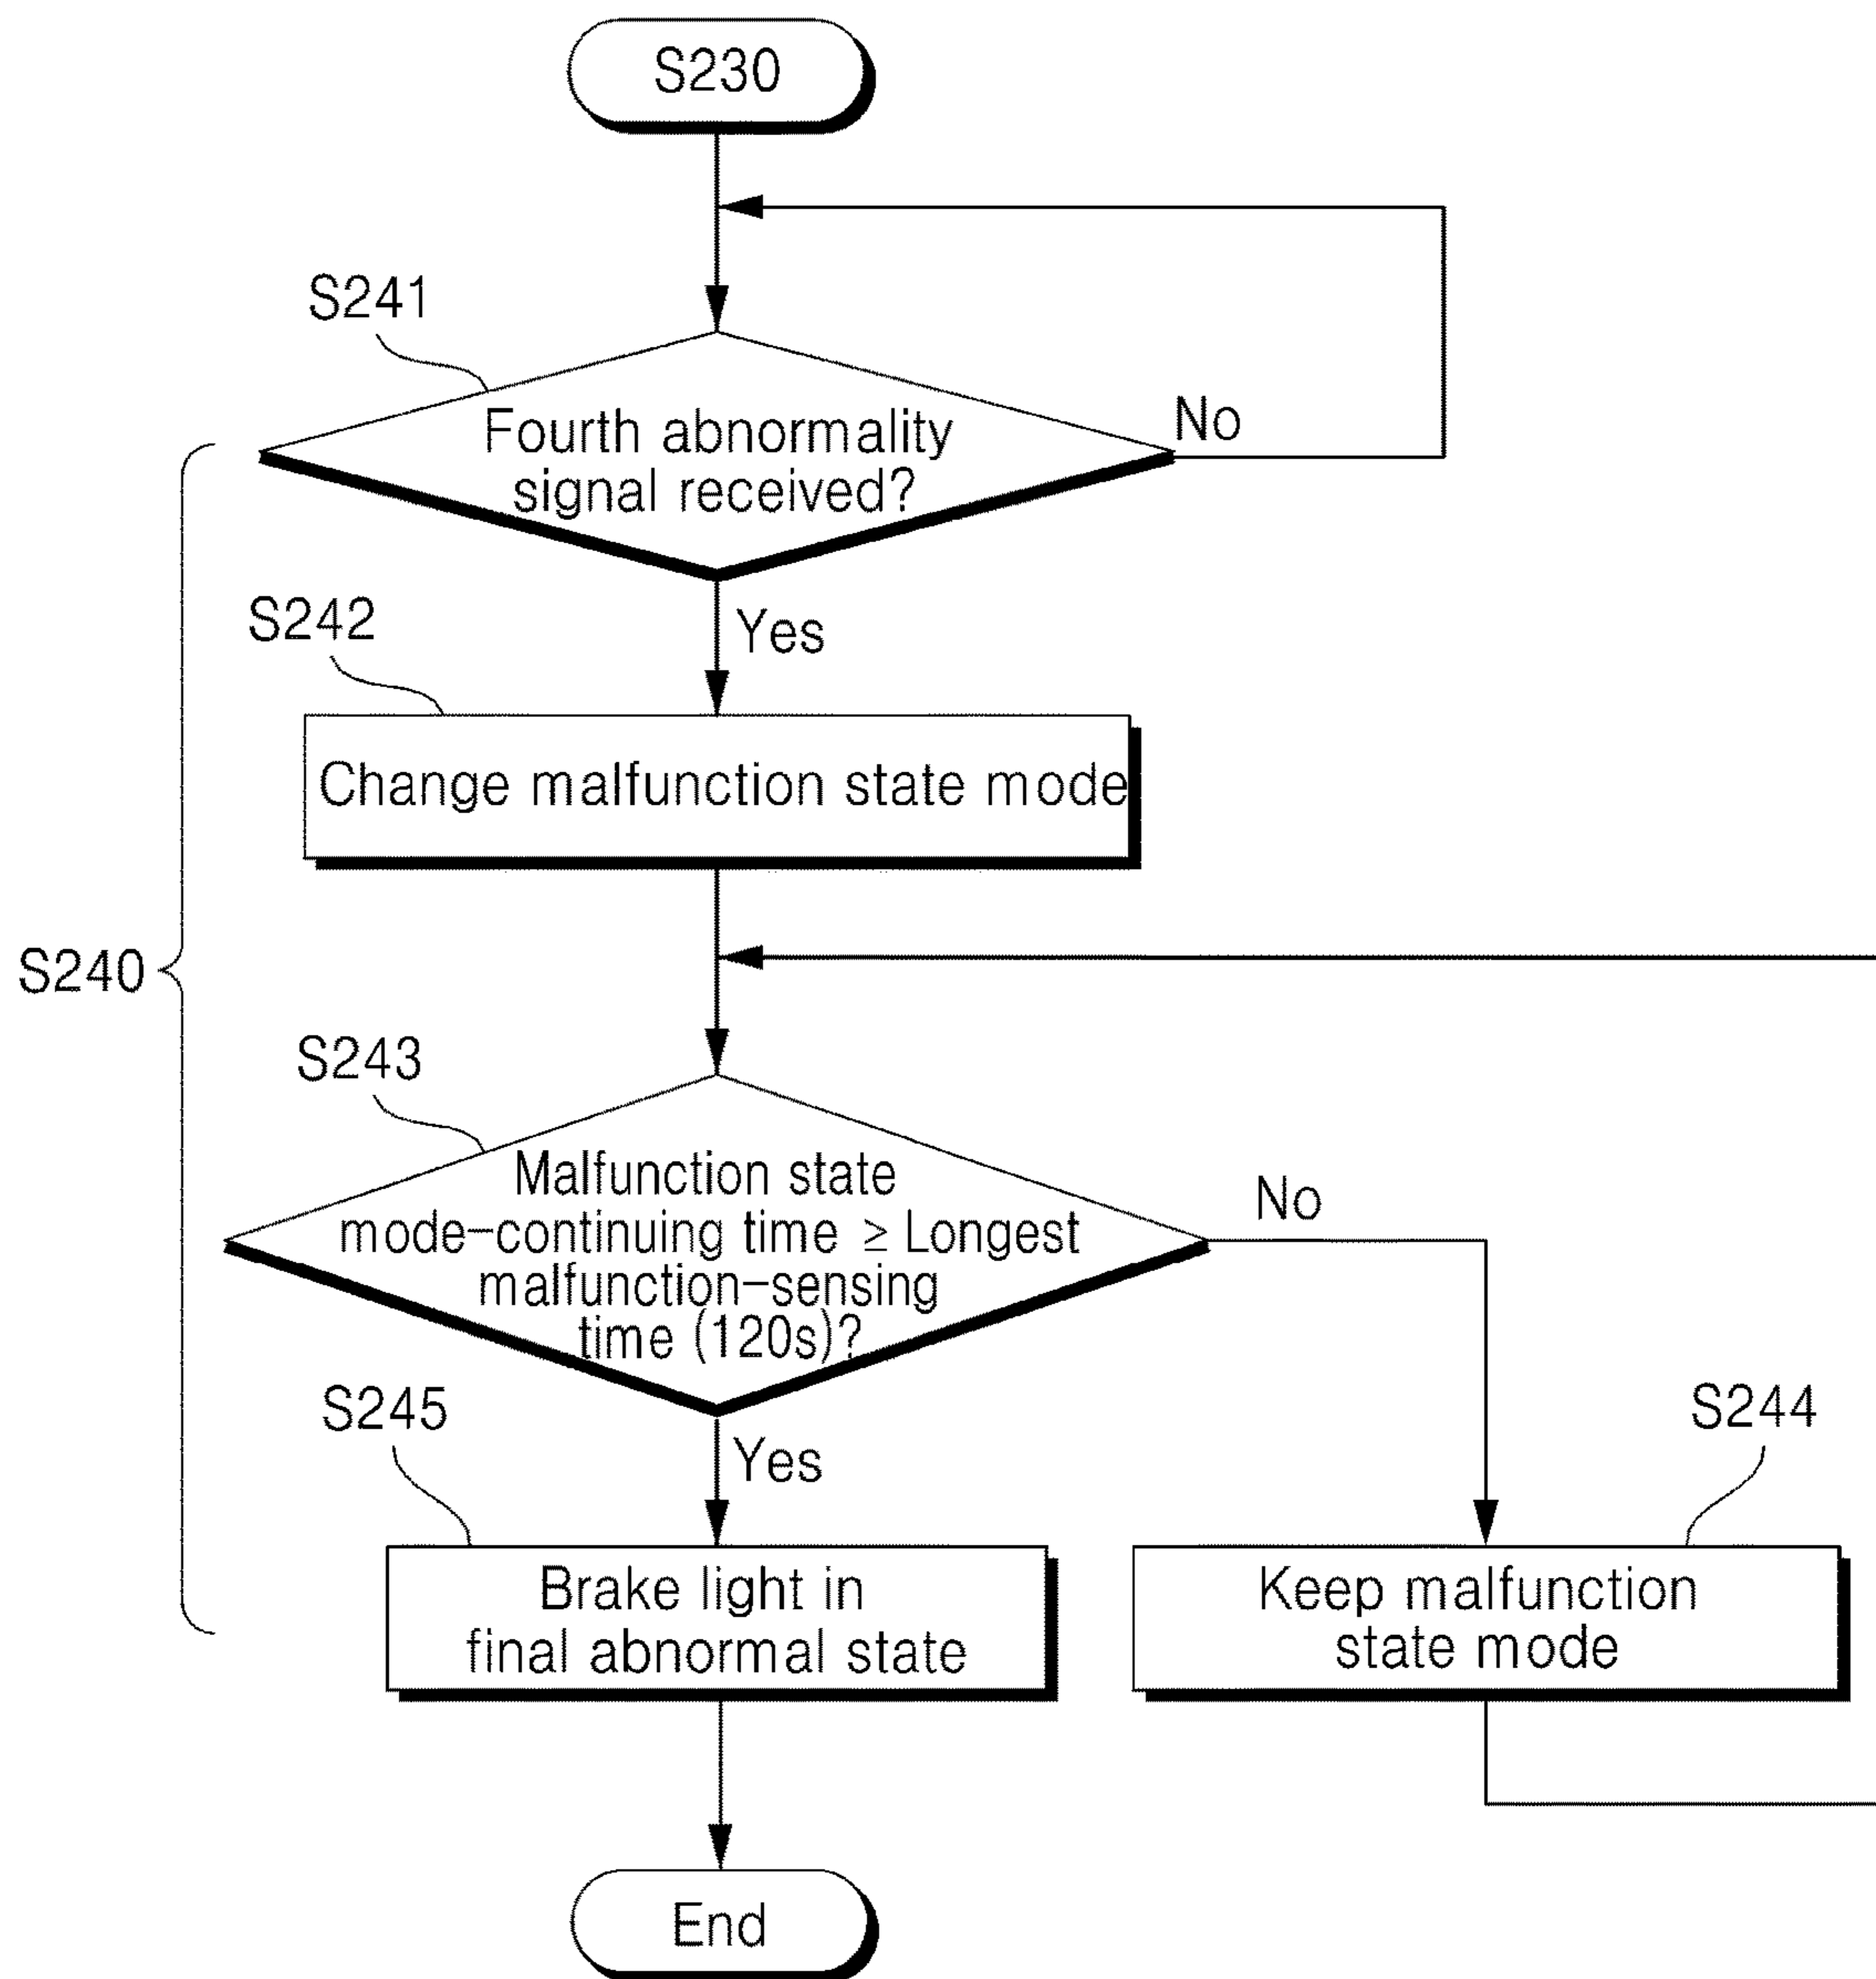 S230
S241
Fourth abnormality
signal received?
No
S242
Yes
Change malfunction state mode
S240
S243
Malfunction state
mode-continuing time ≥ Longest
malfunction-sensing
time (120s)?
No
S245
Yes
S244
Brake light in
final abnormal state
Keep malfunction
state mode
End